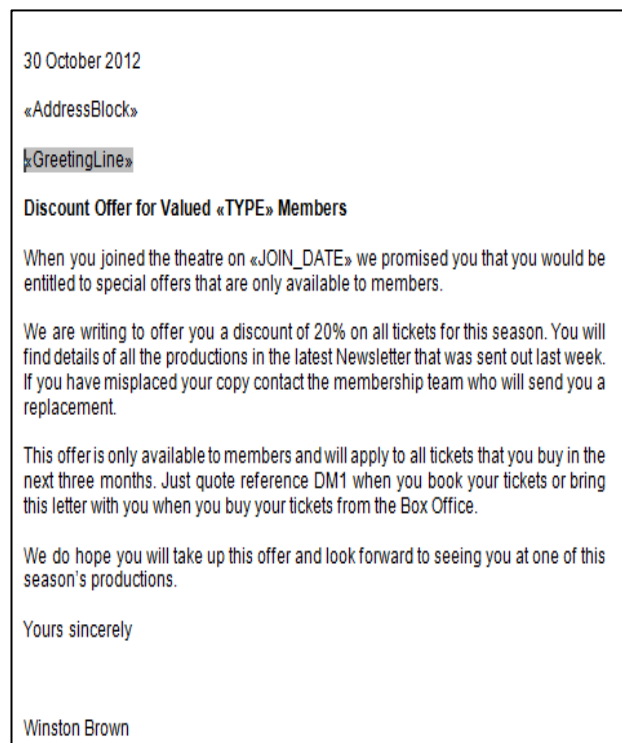 30 October 2012
«AddressBlock»
«GreetingLine»
Discount Offer for Valued «TYPE» Members
When you joined the theatre on «JOIN_DATE» we promised you that you would be
entitled to special offers that are only available to members.
We are writing to offer you a discount of 20% on all tickets for this season. You will
find details of all the productions in the latest Newsletter that was sent out last week.
If you have misplaced your copy contact the membership team who will send you a
replacement.
This offer is only available to members and will apply to all tickets that you buy in the
next three months. Just quote reference DM1 when you book your tickets or bring
this letter with you when you buy your tickets from the Box Office.
We do hope you will take up this offer and look forward to seeing you at one of this
season's productions.
Yours sincerely
Winston Brown